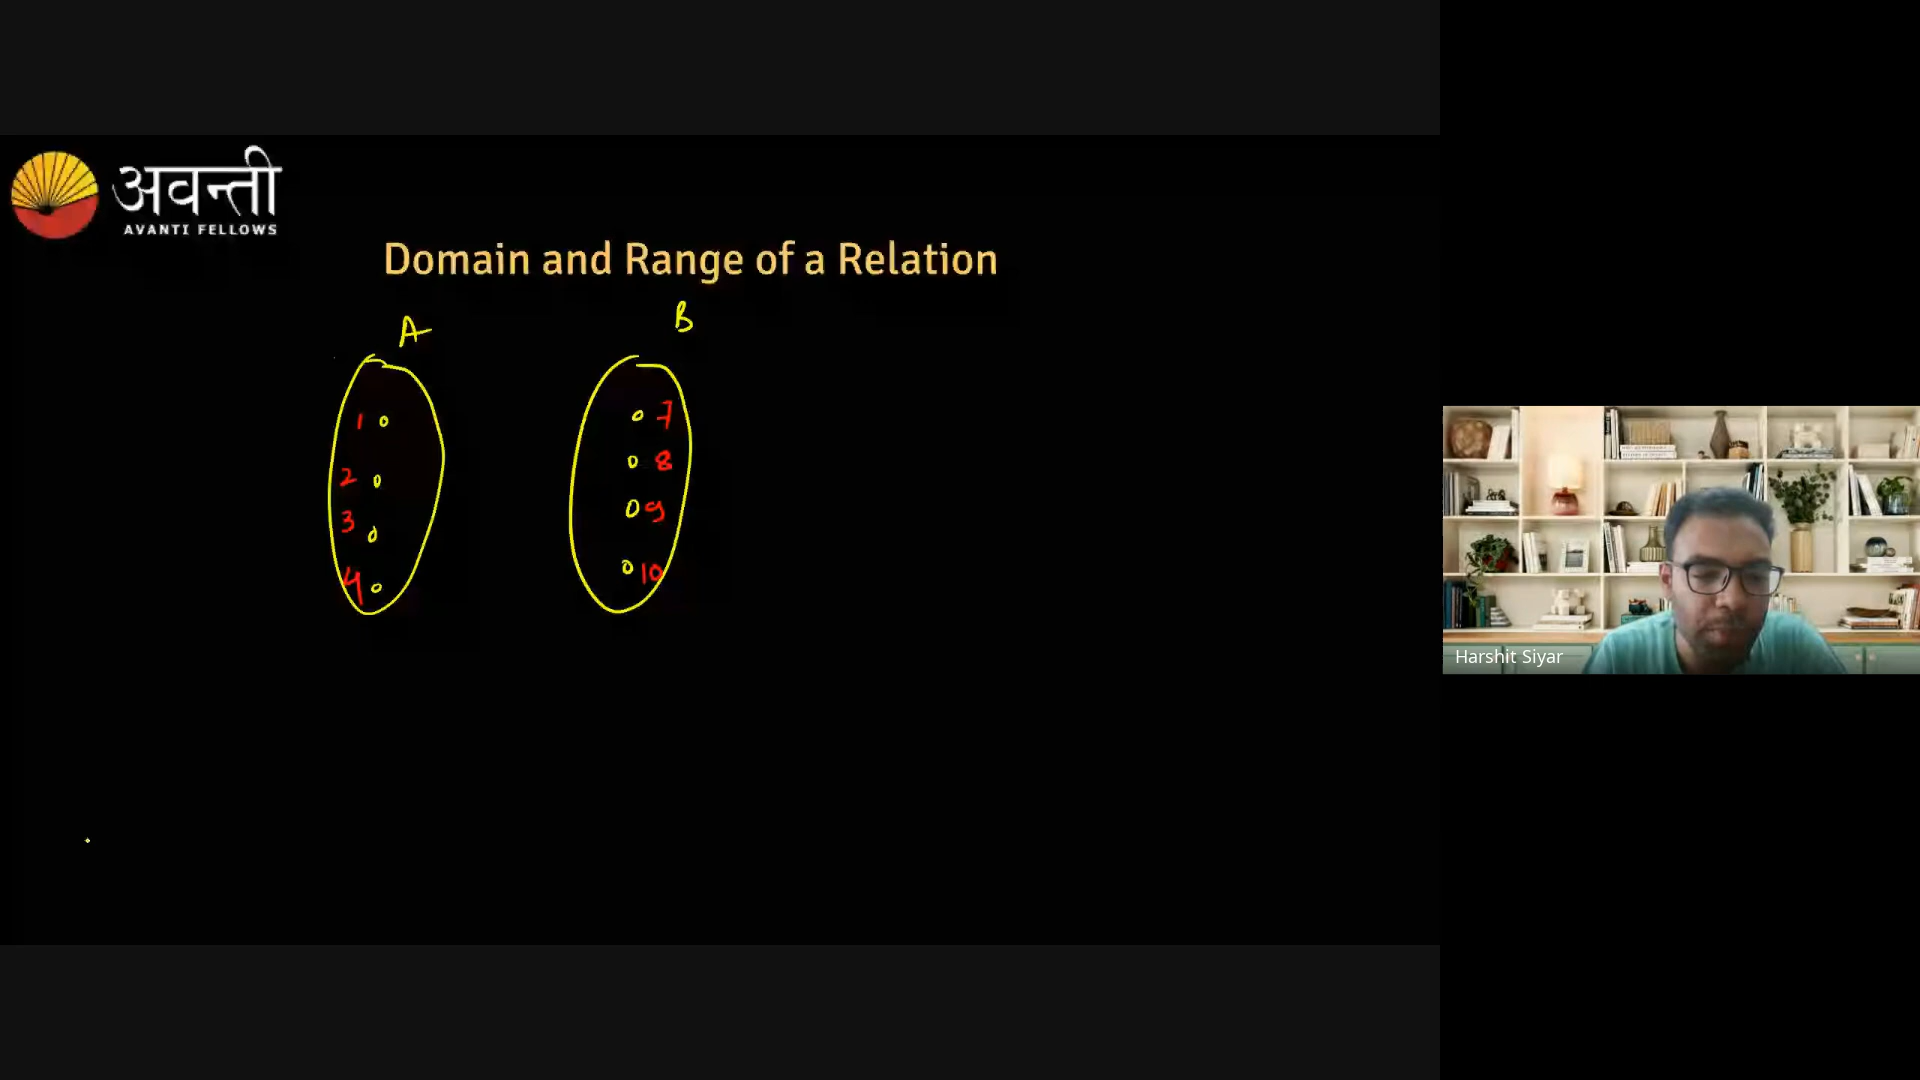 अवन्ती
AVANTI FELLOWS
Domain and Range of a Relation
A B
1 7
2 8
3 9
4 10
Harshit Siyar